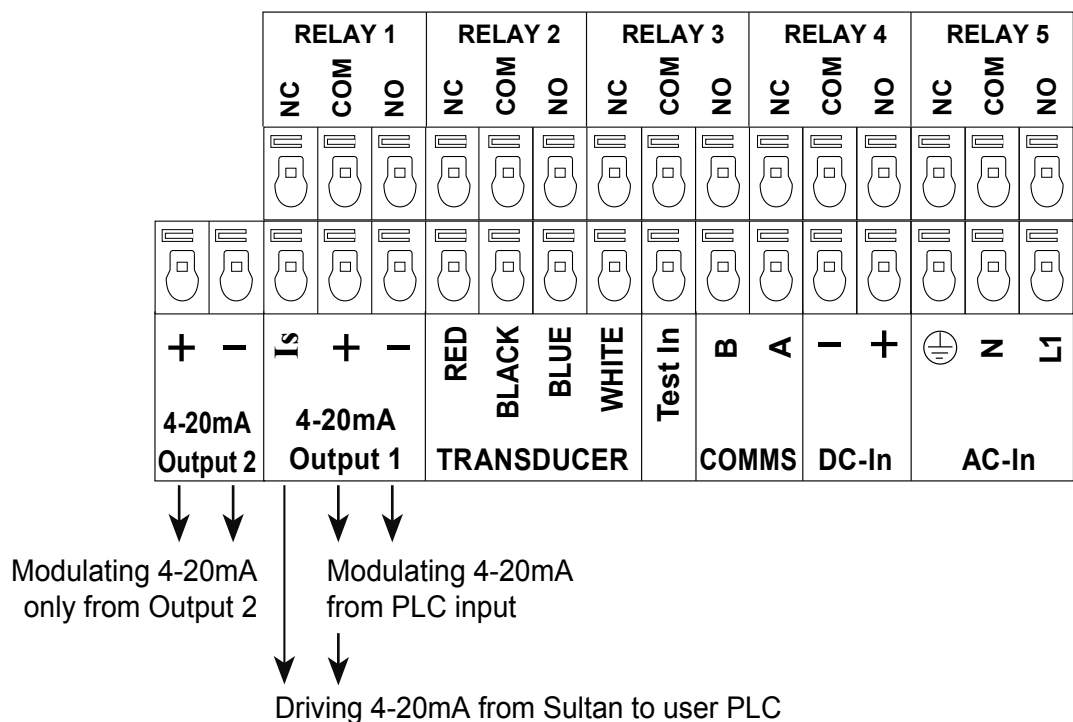 RELAY 1 RELAY 2 RELAY 3 RELAY 4 RELAY 5
NC COM NO NC COM NO NC COM NO NC COM NO NC COM NO
+ − Is + − RED BLACK BLUE WHITE Test In B A − + N L1
4-20mA 4-20mA
Output 2 Output 1 TRANSDUCER COMMS DC-In AC-In
Modulating 4-20mA
only from Output 2
Modulating 4-20mA
from PLC input
Driving 4-20mA from Sultan to user PLC